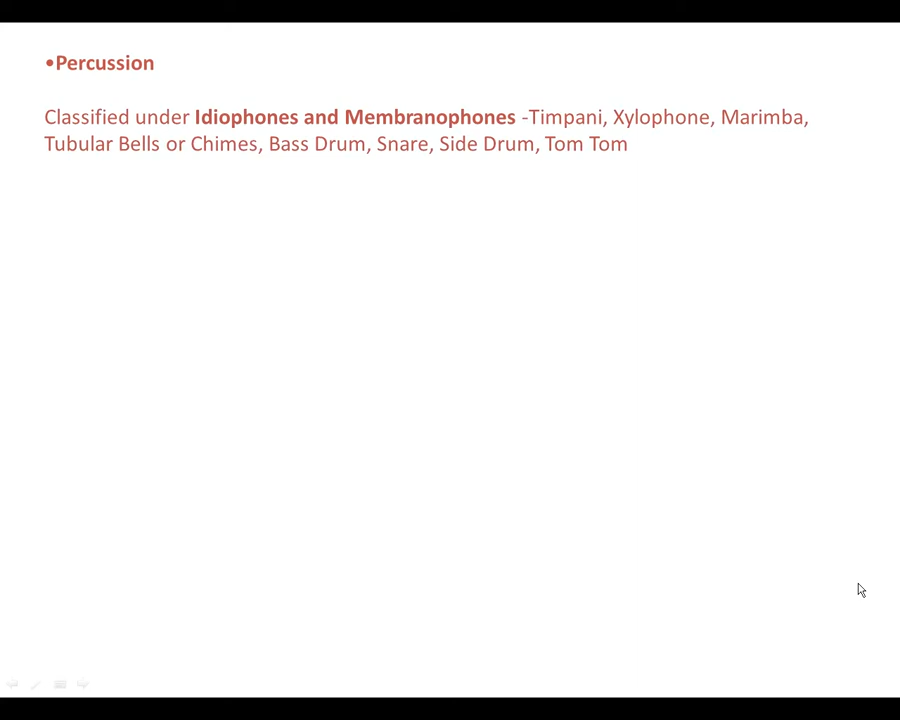 •Percussion
Classified under Idiophones and Membranophones -Timpani, Xylophone, Marimba,
Tubular Bells or Chimes, Bass Drum, Snare, Side Drum, Tom Tom